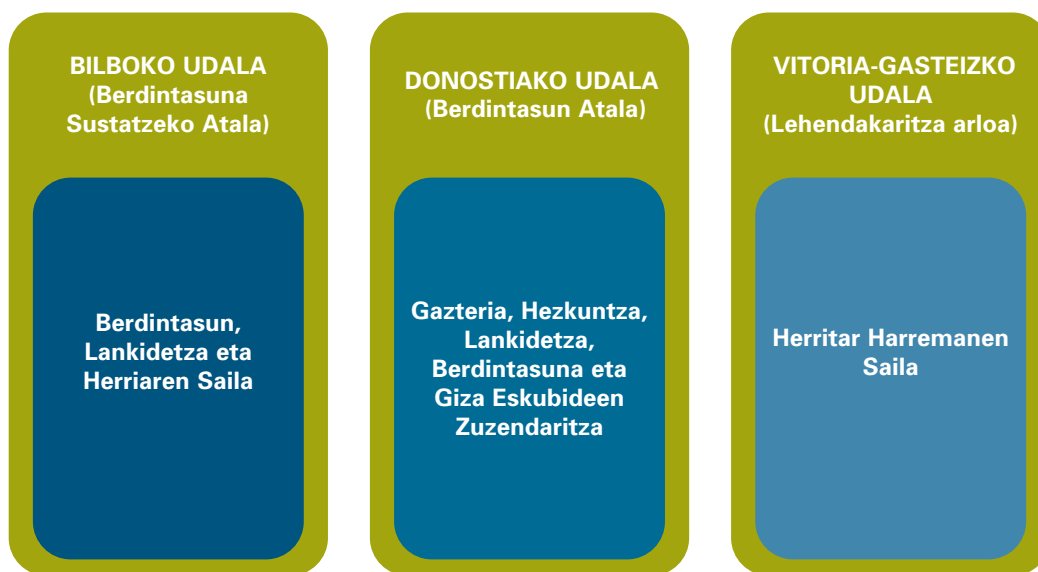 BILBOKO UDALA
(Berdintasuna
Sustatzeko Atala)
Berdintasun,
Lankidetza eta
Herriaren Saila
DONOSTIAKO UDALA
(Berdintasun Atala)
Gazteria, Hezkuntza,
Lankidetza,
Berdintasuna eta
Giza Eskubideen
Zuzendaritza
VITORIA-GASTEIZKO
UDALA
(Lehendakaritza arloa)
Herritar Harremanen
Saila